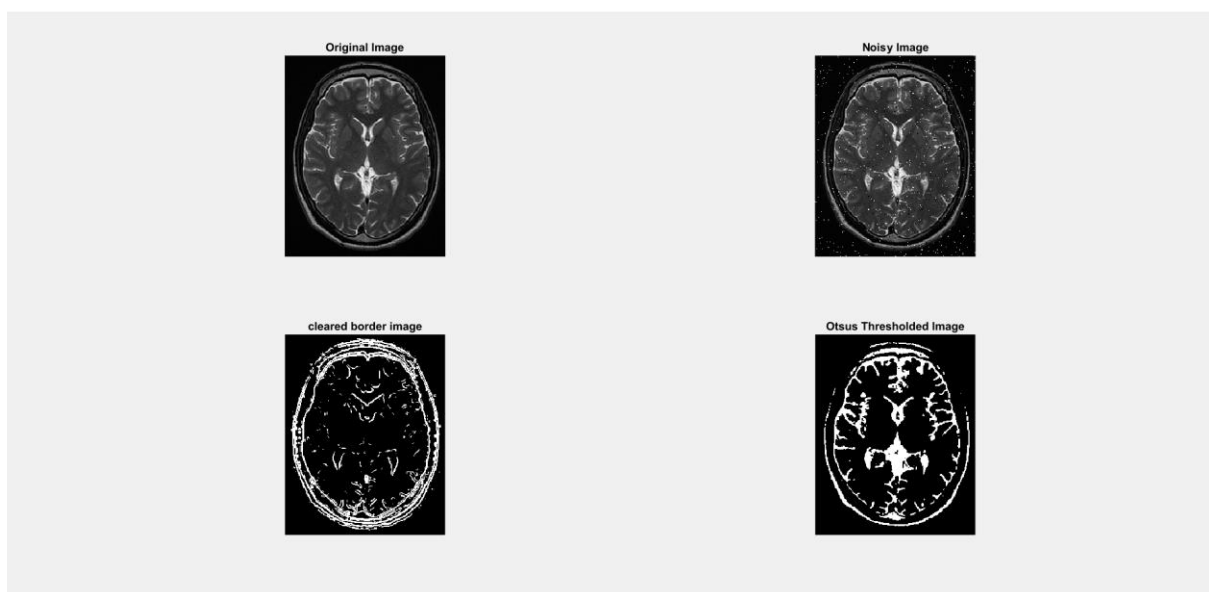 Original Image
Noisy Image
cleared border image
Otsus Thresholded Image